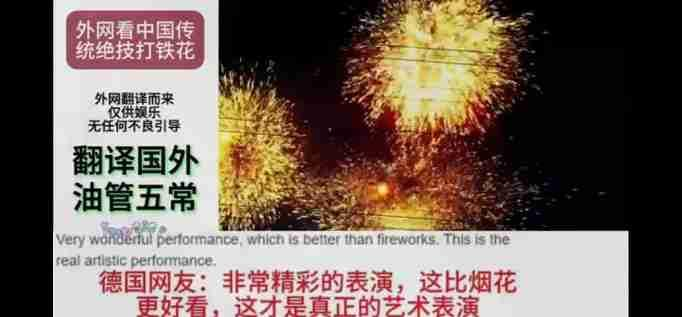 外网看中国传
统绝技打铁花
外网翻译而来
仅供娱乐
无任何不良引导
翻译国外
油管五常
Very wonderful performance, which is better than fireworks. This is the
real artistic performance.
德国网友：非常精彩的表演，这比烟花
更好看，这才是真正的艺术表演